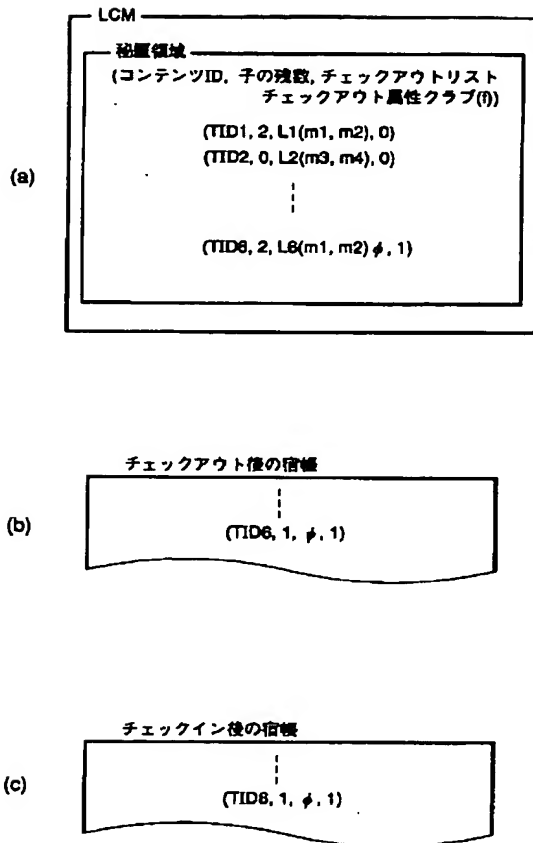 LCM
秘匿領域
(コンテンツID, 子の残数, チェックアウトリスト
チェックアウト属性クラブ(f))
(a)
(TID1, 2, L1(m1, m2), 0)
(TID2, 0, L2(m3, m4), 0)
(TID6, 2, L6(m1, m2)φ, 1)
チェックアウト後の宿帳
(b)
(TID6, 1, φ, 1)
チェックイン後の宿帳
(c)
(TID6, 1, φ, 1)